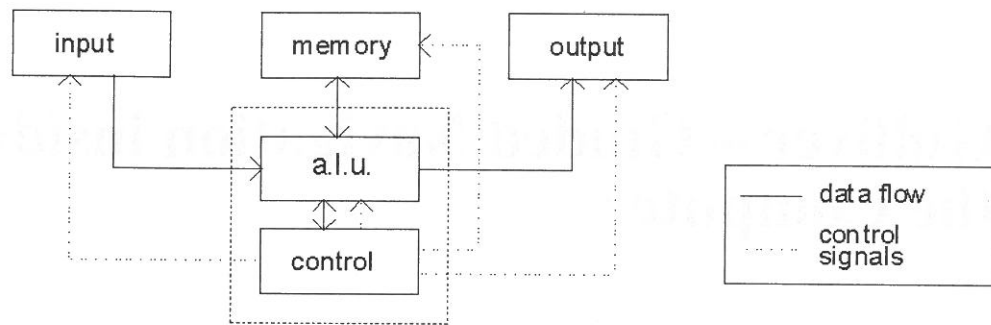 input
memory
output
a.l.u.
control
data flow
control
signals